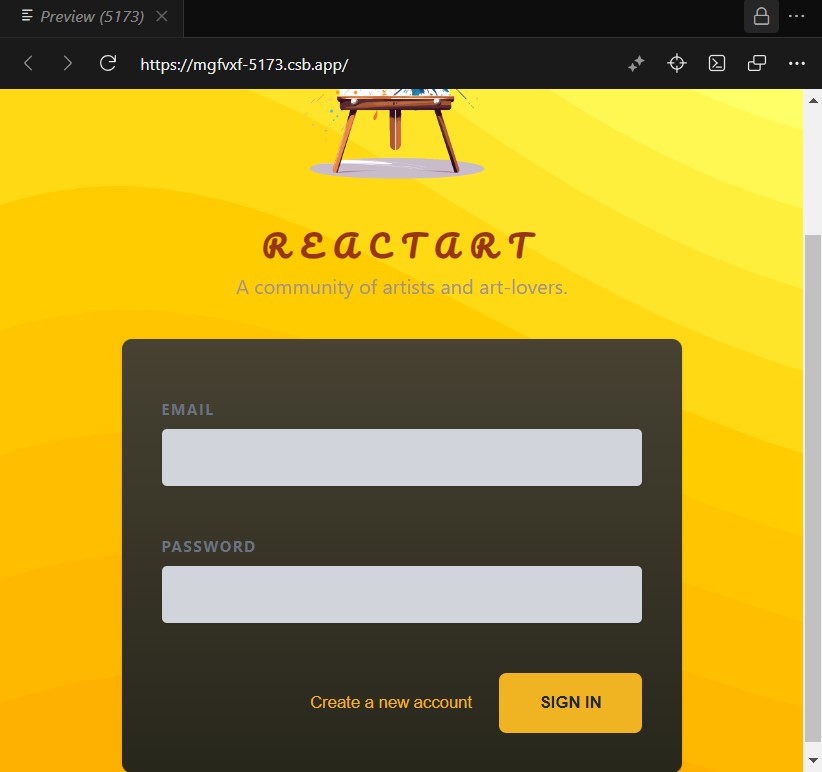 Preview (5173)
https://mgfvxf-5173.csb.app/
REACTART
A community of artists and art-lovers.
EMAIL
PASSWORD
Create a new account
SIGN IN